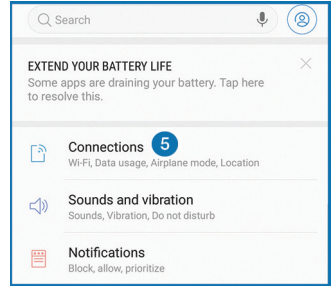 Search
EXTEND YOUR BATTERY LIFE
Some apps are draining your battery. Tap here
to resolve this.
Connections 5
Wi-Fi, Data usage, Airplane mode, Location
Sounds and vibration
Sounds, Vibration, Do not disturb
Notifications
Block, allow, prioritize